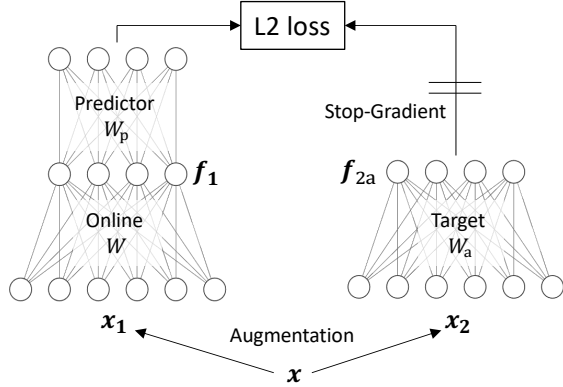 L2 loss
Predictor
W_p
Stop-Gradient
f_1
f_2a
Online
W
Target
W_a
x_1
x_2
Augmentation
x